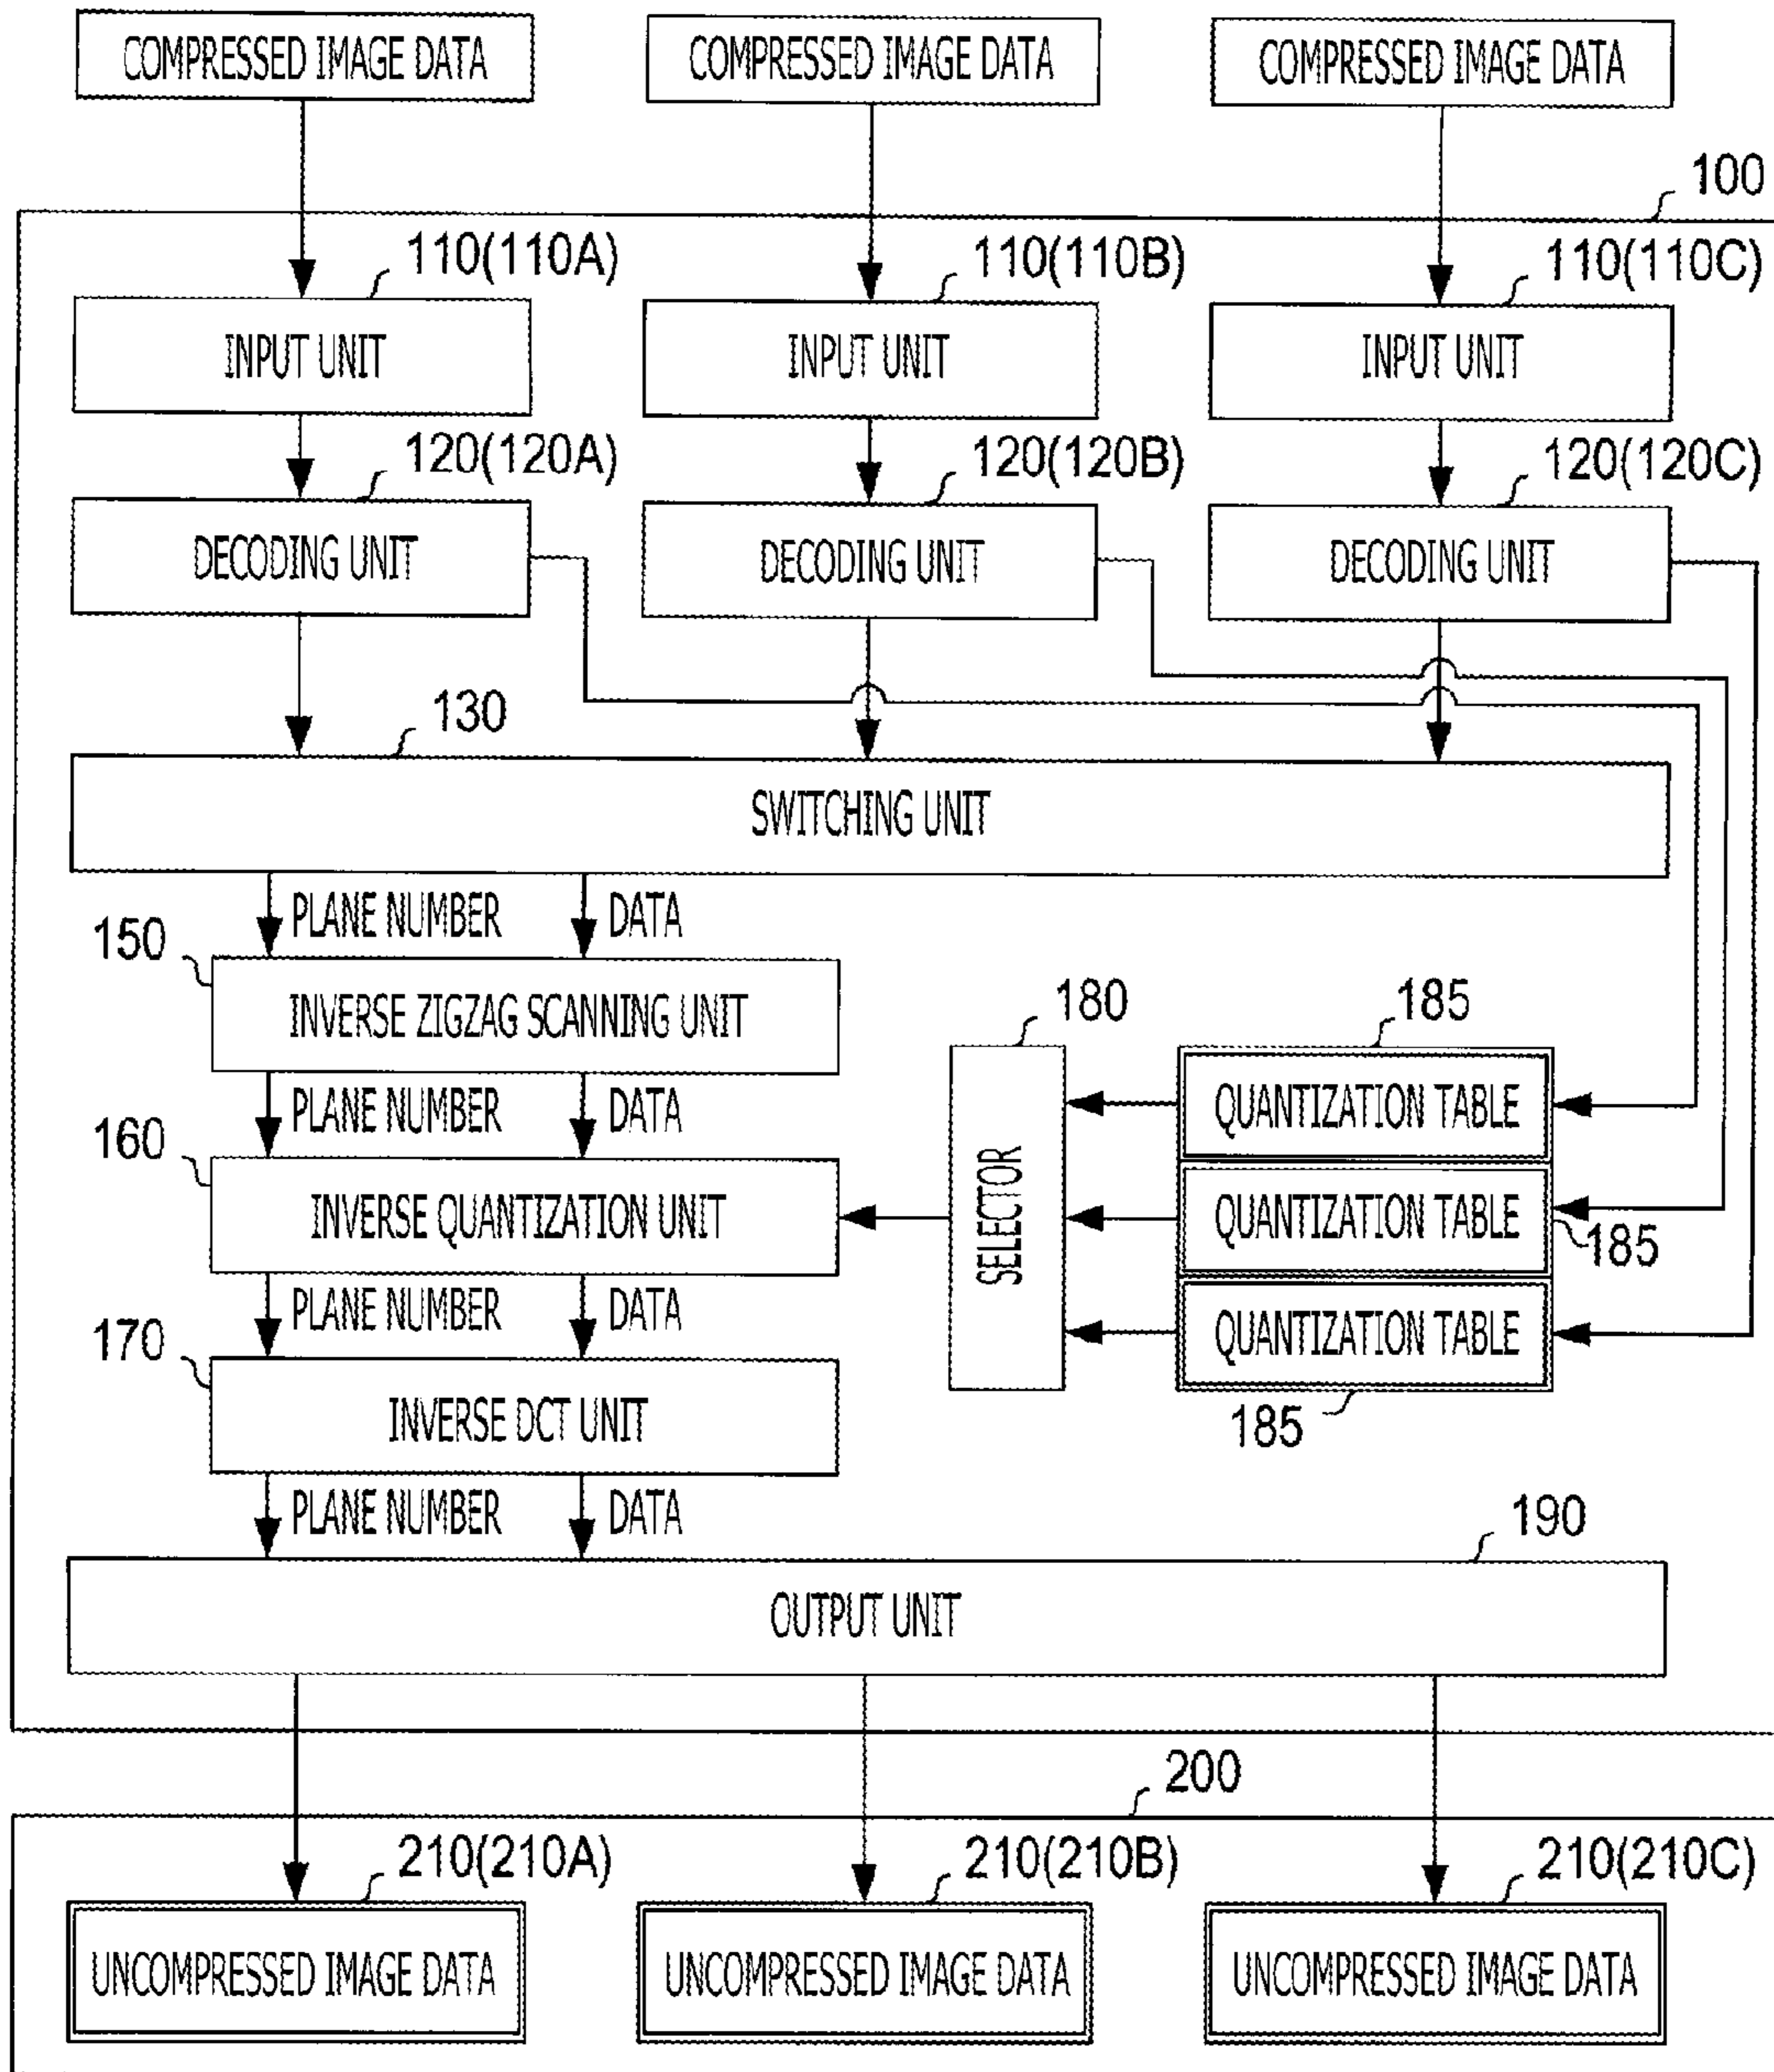 COMPRESSED IMAGE DATA
COMPRESSED IMAGE DATA
COMPRESSED IMAGE DATA
100
110(110A)
110(110B)
110(110C)
INPUT UNIT
INPUT UNIT
INPUT UNIT
120(120A)
120(120B)
120(120C)
DECODING UNIT
DECODING UNIT
DECODING UNIT
130
SWITCHING UNIT
PLANE NUMBER
DATA
150
INVERSE ZIGZAG SCANNING UNIT
180
185
PLANE NUMBER
DATA
QUANTIZATION TABLE
160
INVERSE QUANTIZATION UNIT
SELECTOR
QUANTIZATION TABLE
185
PLANE NUMBER
DATA
QUANTIZATION TABLE
170
INVERSE DCT UNIT
185
PLANE NUMBER
DATA
190
OUTPUT UNIT
200
210(210A)
210(210B)
210(210C)
UNCOMPRESSED IMAGE DATA
UNCOMPRESSED IMAGE DATA
UNCOMPRESSED IMAGE DATA